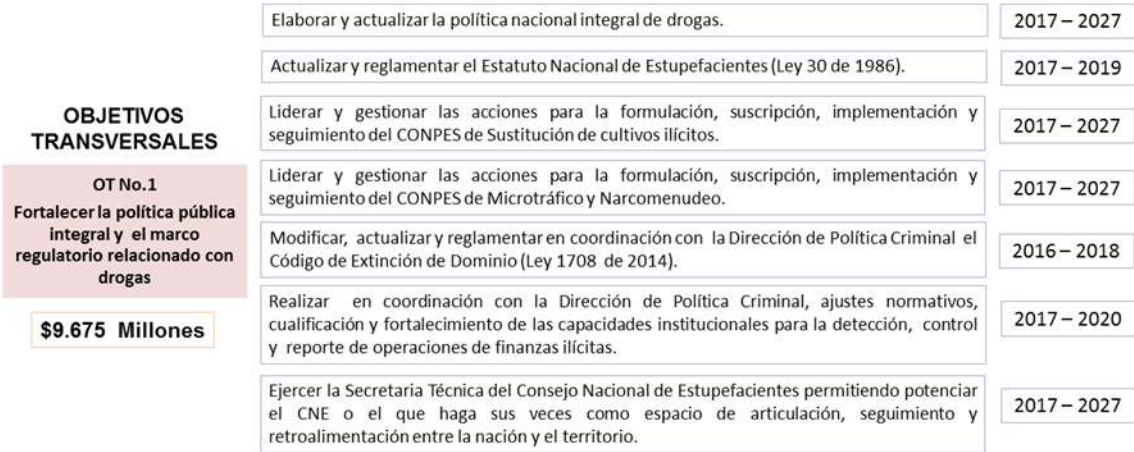 OBJETIVOS
TRANSVERSALES
OT No.1
Fortalecer la política pública
integral y el marco
regulatorio relacionado con
drogas
$9.675 Millones
Elaborar y actualizar la política nacional integral de drogas.
2017 – 2027
Actualizar y reglamentar el Estatuto Nacional de Estupefacientes (Ley 30 de 1986).
2017 – 2019
Liderar y gestionar las acciones para la formulación, suscripción, implementación y
seguimiento del CONPES de Sustitución de cultivos ilícitos.
2017 – 2027
Liderar y gestionar las acciones para la formulación, suscripción, implementación y
seguimiento del CONPES de Microtráfico y Narcomenudeo.
2017 – 2027
Modificar, actualizar y reglamentar en coordinación con la Dirección de Política Criminal el
Código de Extinción de Dominio (Ley 1708 de 2014).
2016 – 2018
Realizar en coordinación con la Dirección de Política Criminal, ajustes normativos,
cualificación y fortalecimiento de las capacidades institucionales para la detección, control
y reporte de operaciones de finanzas ilícitas.
2017 – 2020
Ejercer la Secretaria Técnica del Consejo Nacional de Estupefacientes permitiendo potenciar
el CNE o el que haga sus veces como espacio de articulación, seguimiento y
retroalimentación entre la nación y el territorio.
2017 – 2027